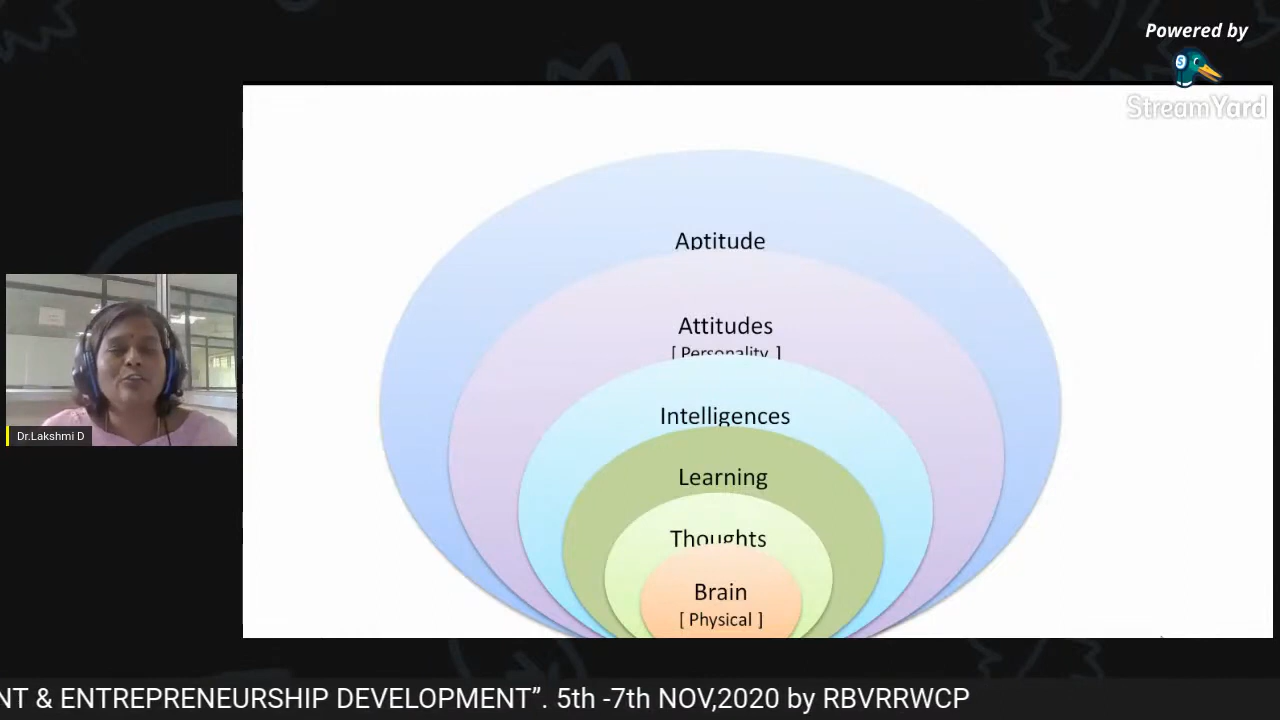 Powered by
StreamYard
Aptitude
Attitudes
[ Personality ]
Intelligences
Learning
Thoughts
Brain
[ Physical ]
Dr.Lakshmi D
NT & ENTREPRENEURSHIP DEVELOPMENT”. 5th -7th NOV,2020 by RBVRRWCP